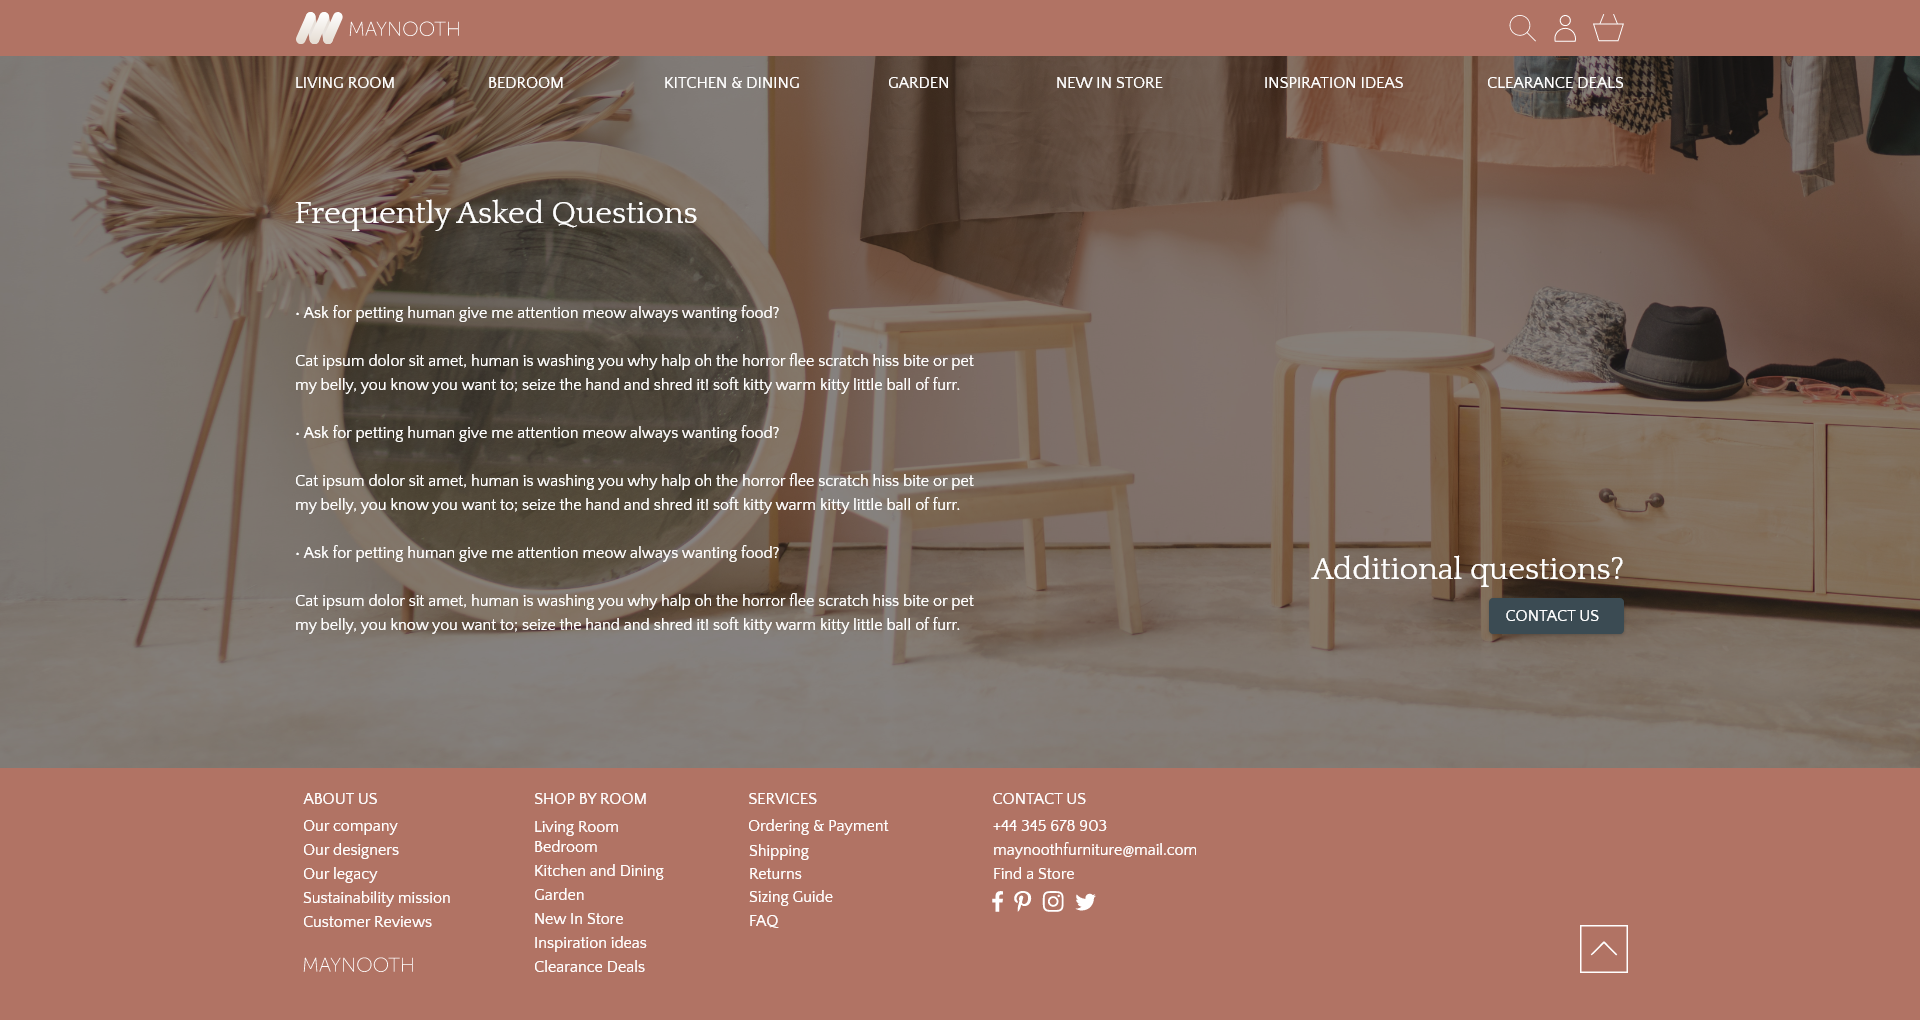 MAYNOOTH
LIVING ROOM BEDROOM KITCHEN & DINING GARDEN NEW IN STORE INSPIRATION IDEAS CLEARANCE DEALS
Frequently Asked Questions
• Ask for petting human give me attention meow always wanting food?
Cat ipsum dolor sit amet, human is washing you why halp oh the horror flee scratch hiss bite or pet
my belly, you know you want to; seize the hand and shred it! soft kitty warm kitty little ball of furr.
• Ask for petting human give me attention meow always wanting food?
Cat ipsum dolor sit amet, human is washing you why halp oh the horror flee scratch hiss bite or pet
my belly, you know you want to; seize the hand and shred it! soft kitty warm kitty little ball of furr.
• Ask for petting human give me attention meow always wanting food?
Cat ipsum dolor sit amet, human is washing you why halp oh the horror flee scratch hiss bite or pet
my belly, you know you want to; seize the hand and shred it! soft kitty warm kitty little ball of furr.
Additional questions?
CONTACT US
ABOUT US
Our company
Our designers
Our legacy
Sustainability mission
Customer Reviews
MAYNOOTH
SHOP BY ROOM
Living Room
Bedroom
Kitchen and Dining
Garden
New In Store
Inspiration ideas
Clearance Deals
SERVICES
Ordering & Payment
Shipping
Returns
Sizing Guide
FAQ
CONTACT US
+44 345 678 903
maynoothfurniture@mail.com
Find a Store